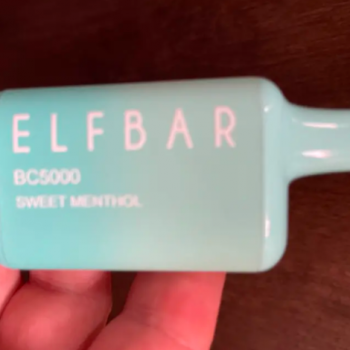 ELFBAR
BC5000
SWEET MENTHOL